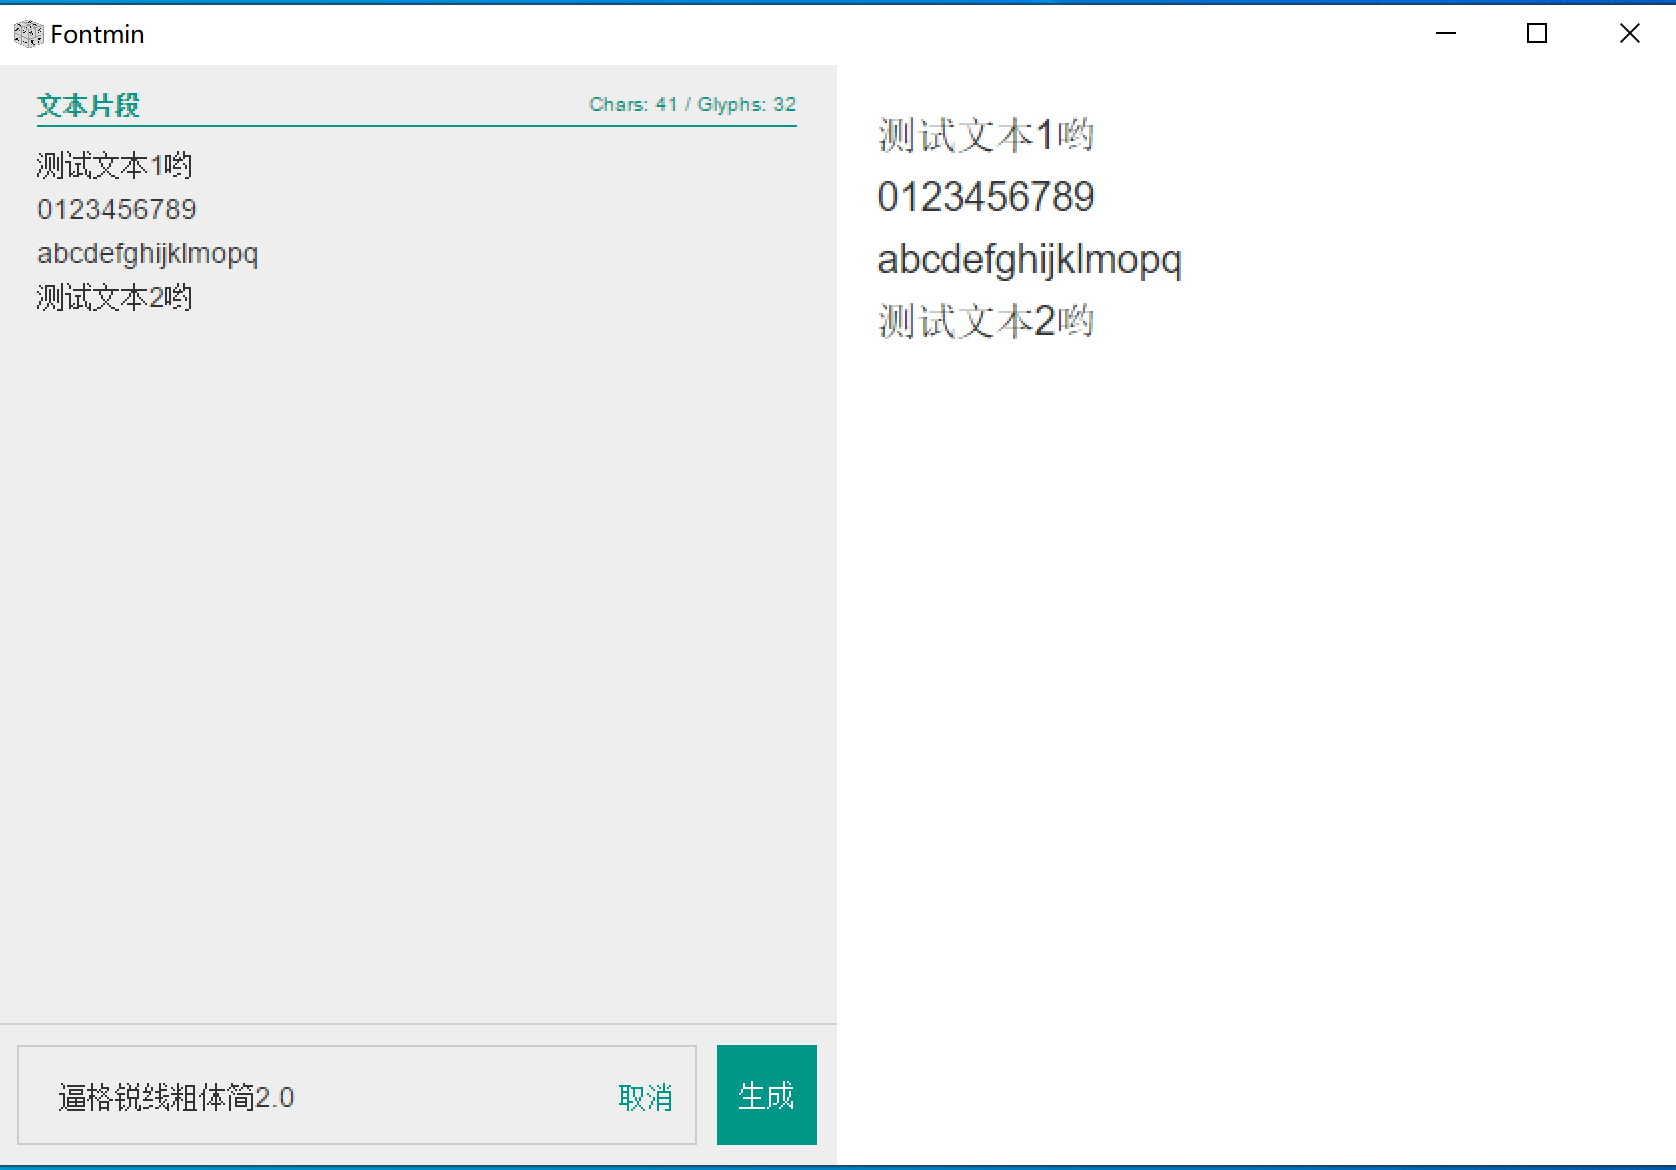 Fontmin
文本片段
Chars: 41 / Glyphs: 32
测试文本1哟
0123456789
abcdefghijklmopq
测试文本2哟
逼格锐线粗体简2.0
取消
生成
测试文本1哟
0123456789
abcdefghijklmopq
测试文本2哟